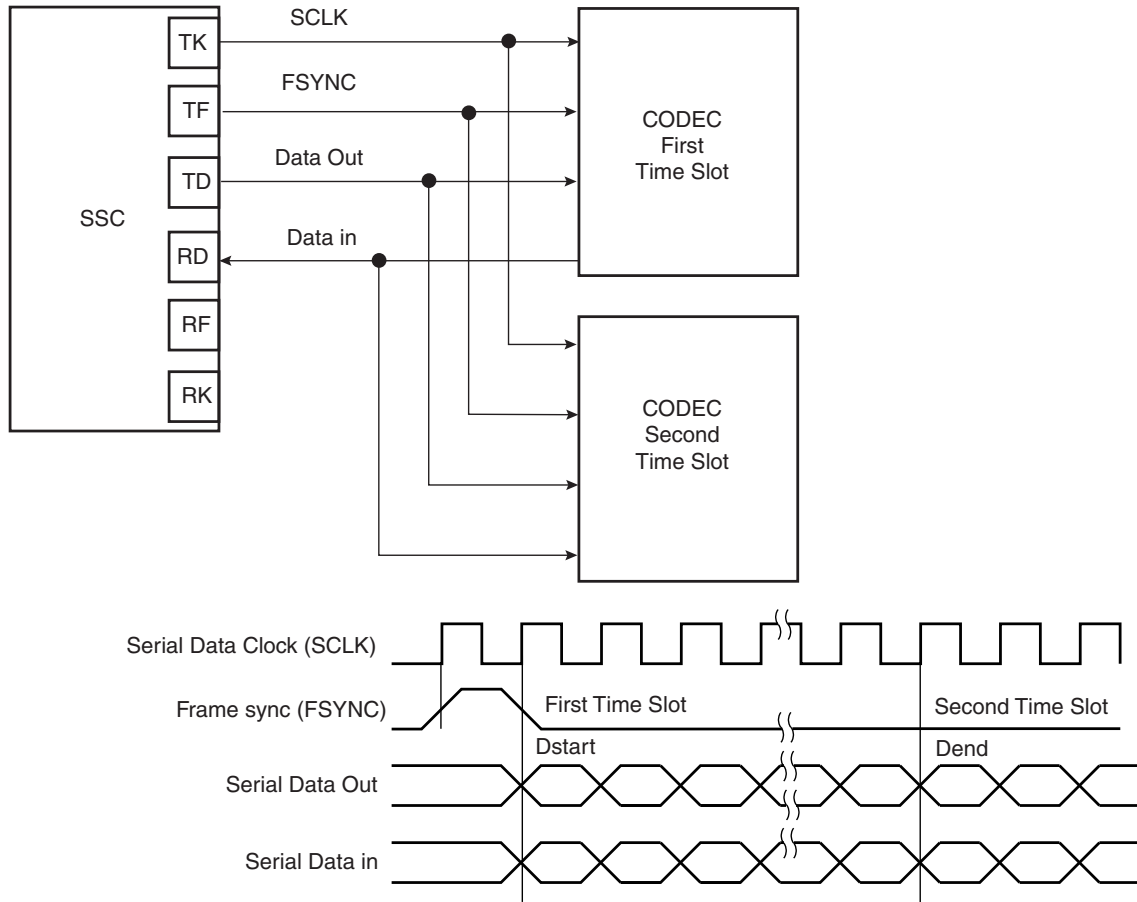 SCLK
TK
FSYNC
TF
CODEC
First
Time Slot
Data Out
TD
SSC
Data in
RD
RF
RK
CODEC
Second
Time Slot
Serial Data Clock (SCLK)
First Time Slot
Second Time Slot
Frame sync (FSYNC)
Dstart
Dend
Serial Data Out
Serial Data in